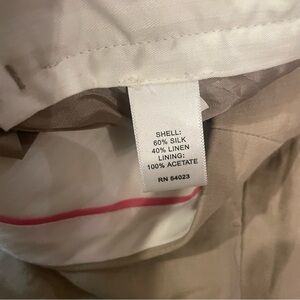 SHELL:
60% SILK
40% LINEN
LINING:
100% ACETATE
RN 54023